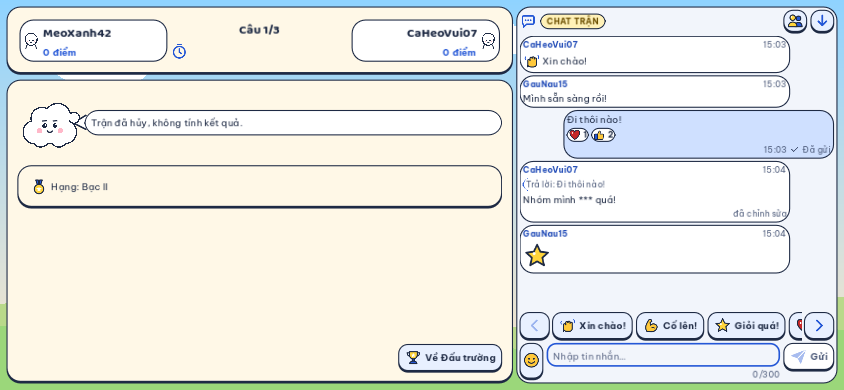 MeoXanh42
0 điểm
Câu 1/3
CaHeoVui07
0 điểm
Trận đã hủy, không tính kết quả.
Hạng: Bạc II
Về Đấu trường
CHAT TRẬN
CaHeoVui07 15:03
Xin chào!
GauNau15 15:03
Mình sẵn sàng rồi!
Đi thôi nào!
1 2
15:03 ✓ Đã gửi
CaHeoVui07 15:04
Trả lời: Đi thôi nào!
Nhóm mình *** quá!
đã chỉnh sửa
GauNau15 15:04
Xin chào! Cố lên! Giỏi quá!
Nhập tin nhắn... Gửi
0/300